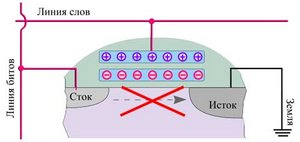 Линия слов
Линия битов
Сток
Исток
Земля